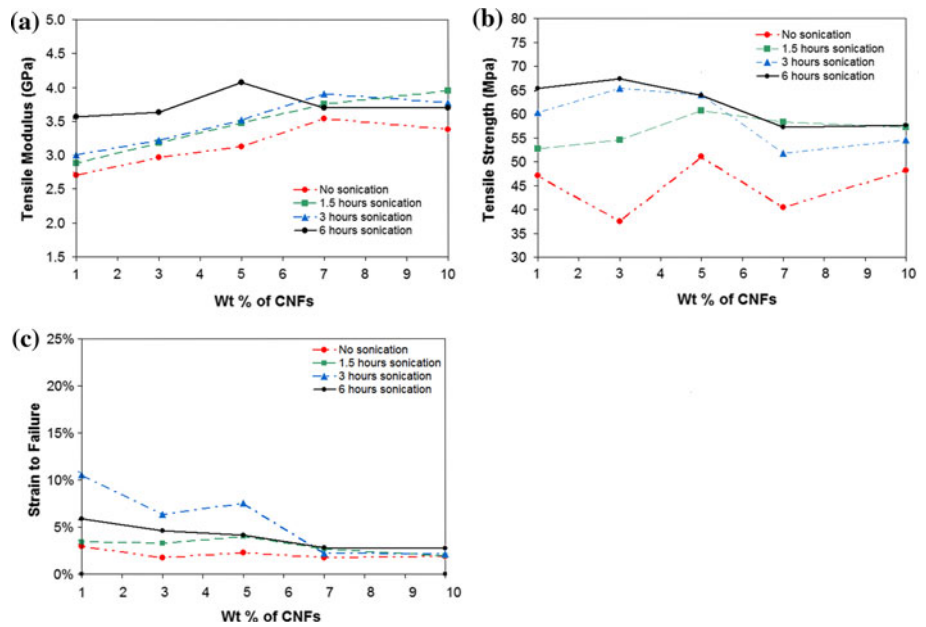 (a)
5.0
4.5
4.0
3.5
3.0
2.5
2.0
1.5
Tensile Modulus (GPa)
No sonication
1.5 hours sonication
3 hours sonication
6 hours sonication
1 2 3 4 5 6 7 8 9 10
Wt % of CNFs
(b)
80
75
70
65
60
55
50
45
40
35
30
Tensile Strength (Mpa)
No sonication
1.5 hours sonication
3 hours sonication
6 hours sonication
1 2 3 4 5 6 7 8 9 10
Wt % of CNFs
(c)
25%
20%
15%
10%
5%
0%
Strain to Failure
No sonication
1.5 hours sonication
3 hours sonication
6 hours sonication
1 2 3 4 5 6 7 8 9 10
Wt % of CNFs